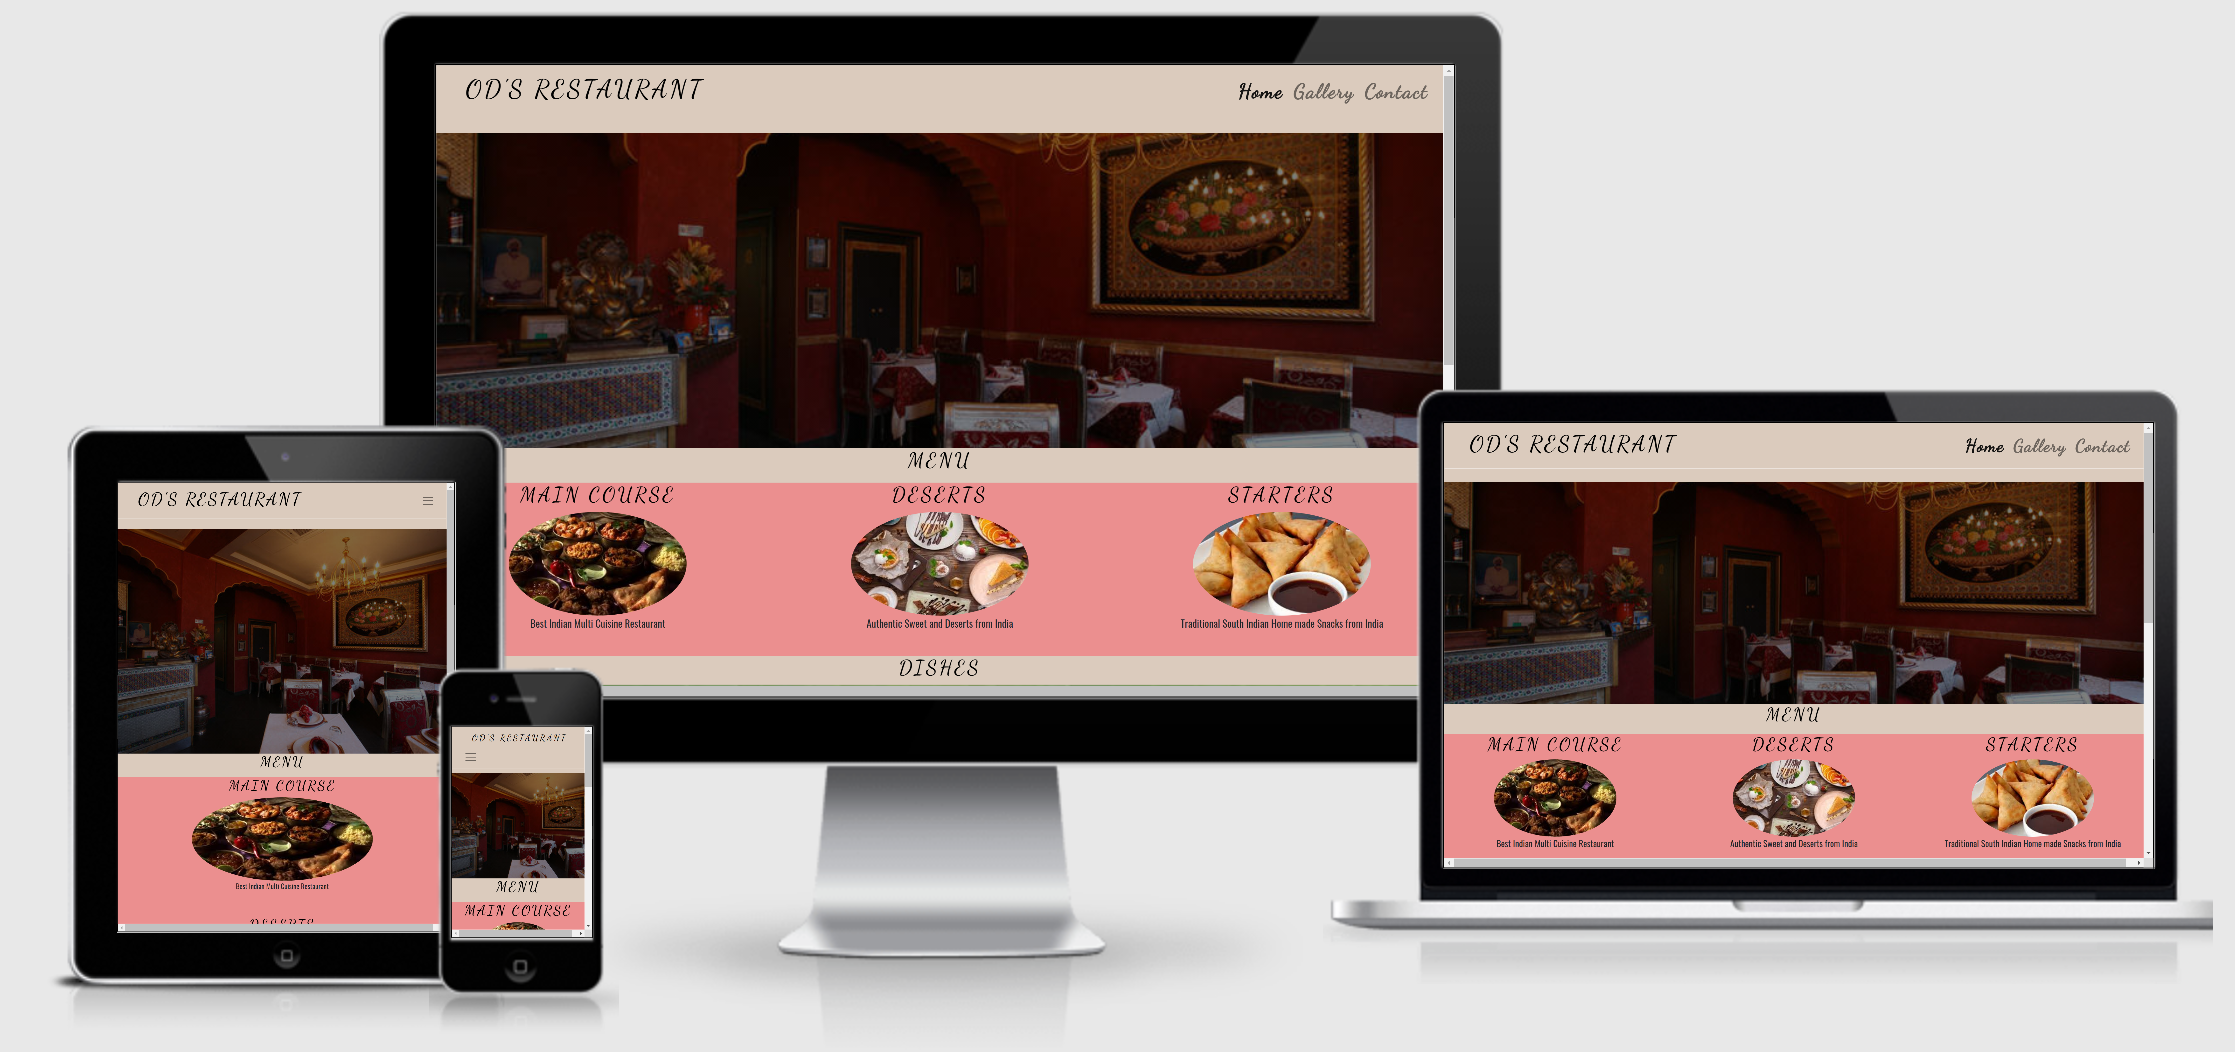 OD'S RESTAURANT
Home Gallery Contact
MENU
MAIN COURSE DESERTS STARTERS
Best Indian Multi Cuisine Restaurant Authentic Sweet and Deserts from India Traditional South Indian Home made Snacks from India
DISHES
OD'S RESTAURANT
MENU
MAIN COURSE
Best Indian Multi Cuisine Restaurant
DESERTS
OD'S RESTAURANT
MENU
MAIN COURSE
OD'S RESTAURANT
Home Gallery Contact
MENU
MAIN COURSE DESERTS STARTERS
Best Indian Multi Cuisine Restaurant Authentic Sweet and Deserts from India Traditional South Indian Home made Snacks from India